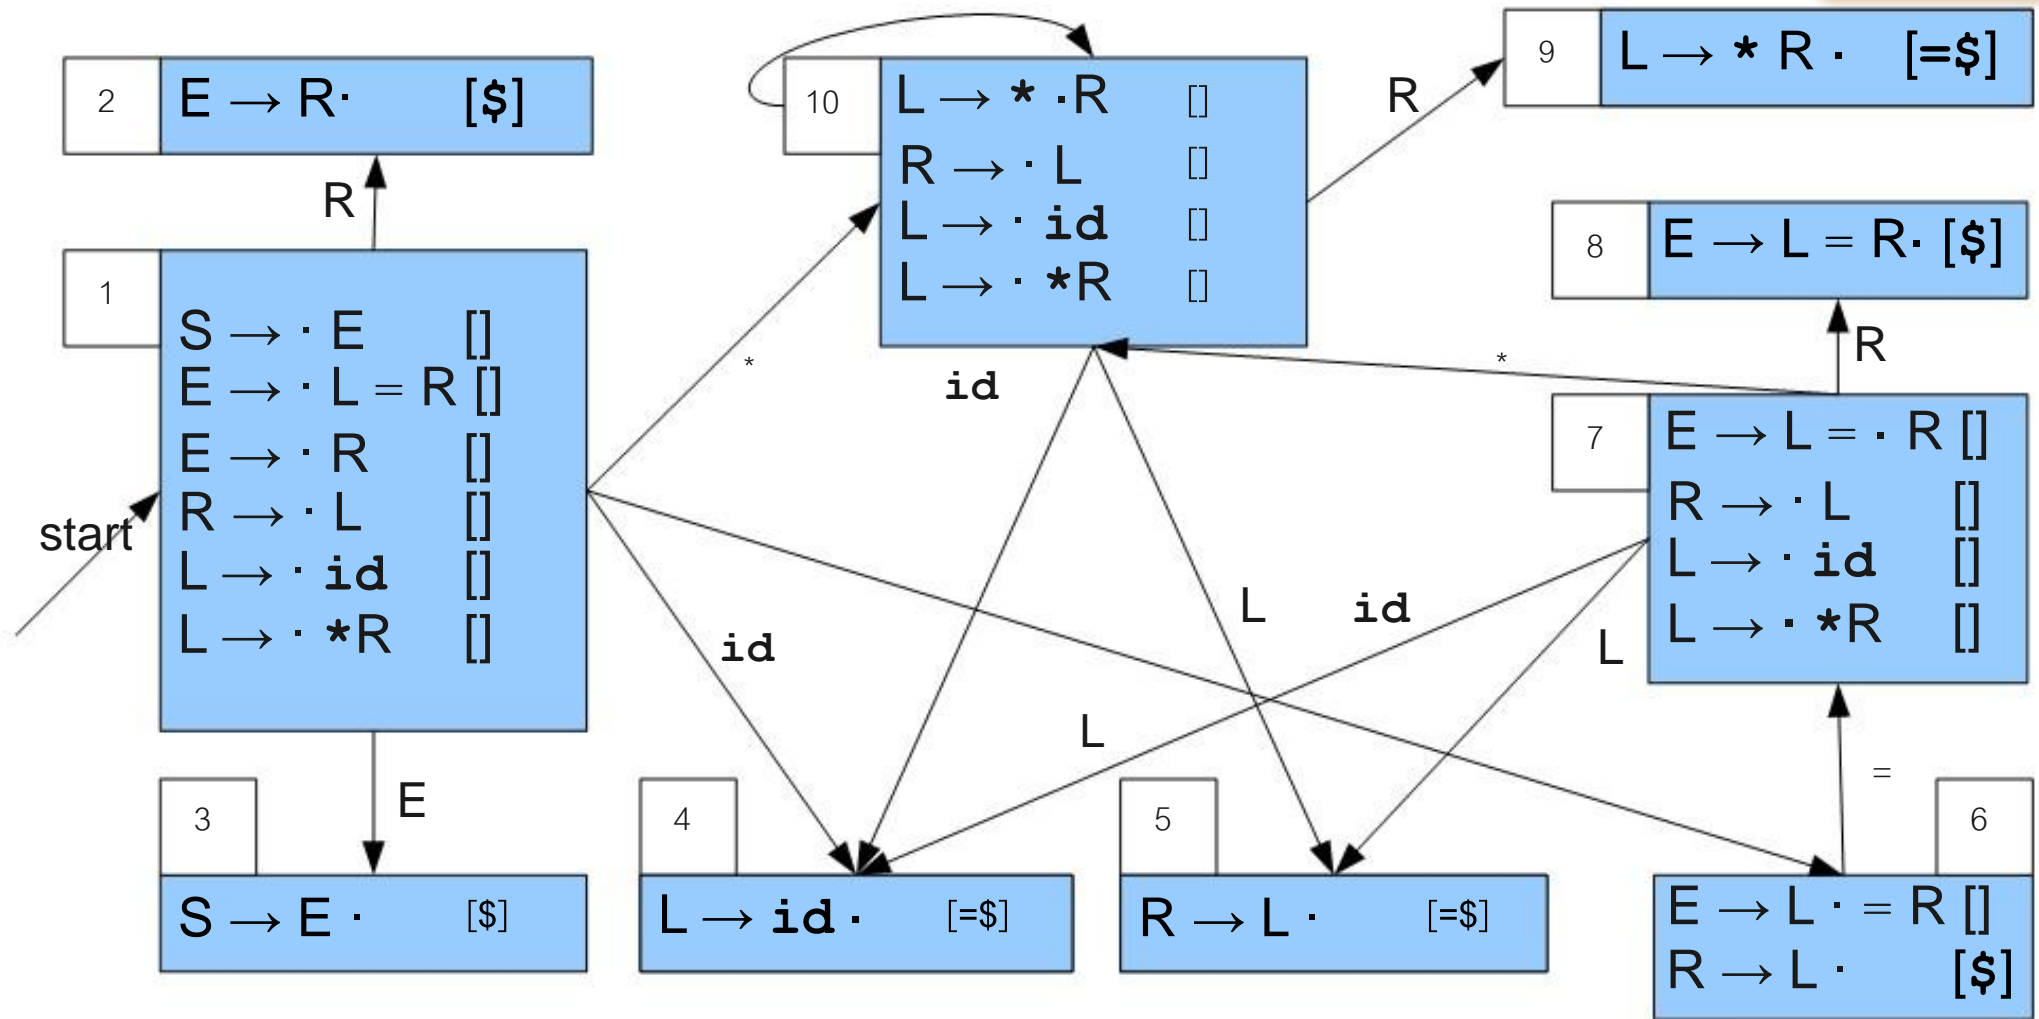 2
E → R· [$]
R
1
S → · E []
E → · L = R []
E → · R []
R → · L []
L → · id []
L → · *R []
start
E
3
S → E · [$]
10
L → * ·R []
R → · L []
L → · id []
L → · *R []
R
9
L → * R · [=$]
8
E → L = R· [$]
R
7
E → L = · R []
R → · L []
L → · id []
L → · *R []
*
*
id
id
L
id
L
L
=
4
L → id · [=$]
5
R → L · [=$]
6
E → L · = R []
R → L · [$]